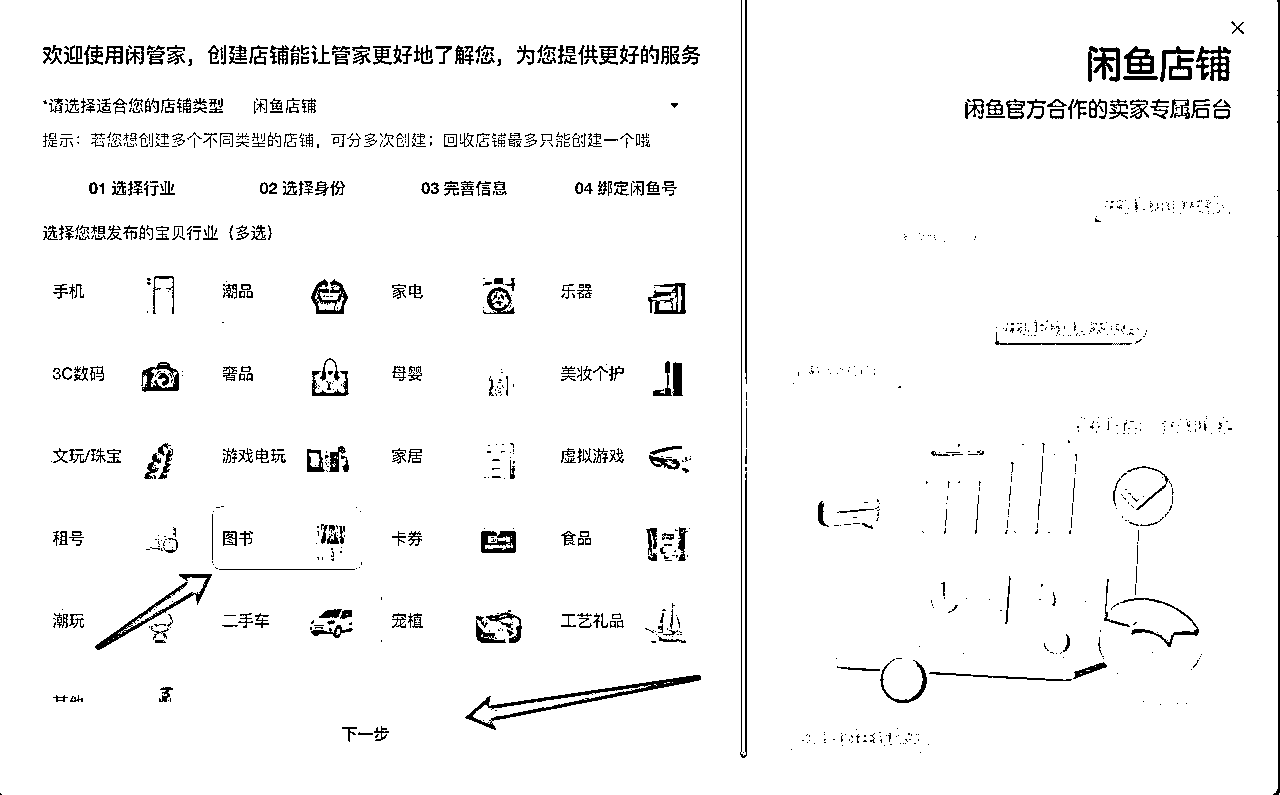 欢迎使用闲管家，创建店铺能让管家更好地了解您，为您提供更好的服务
*请选择适合您的店铺类型 闲鱼店铺
提示：若您想创建多个不同类型的店铺，可分多次创建；回收店铺最多只能创建一个哦
01 选择行业 02 选择身份 03 完善信息 04 绑定闲鱼号
选择您想发布的宝贝行业（多选）
手机 潮品 家电 乐器
3C数码 奢品 母婴 美妆个护
文玩/珠宝 游戏电玩 家居 虚拟游戏
租号 图书 卡券 食品
潮玩 二手车 宠植 工艺礼品
其他
下一步
闲鱼店铺
闲鱼官方合作的卖家专属后台